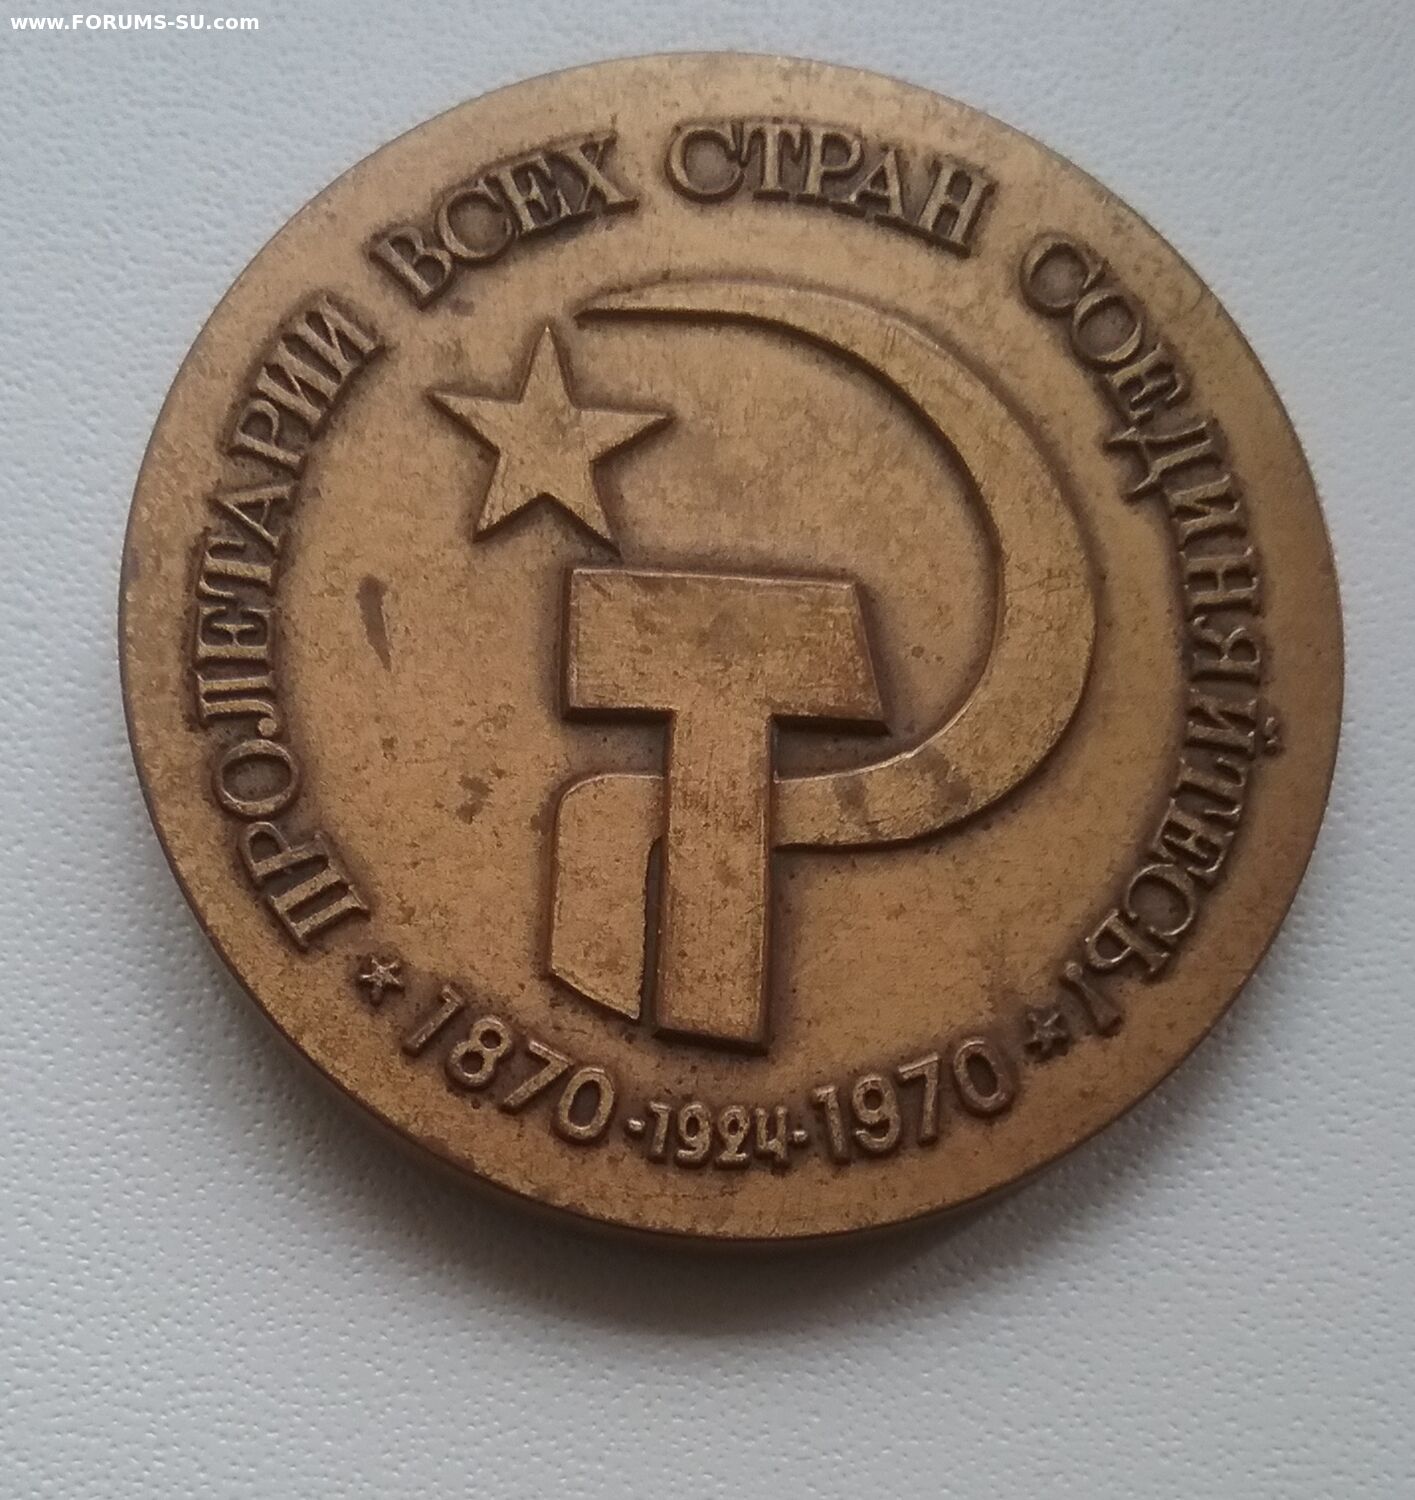 www.FORUMS-SU.com
ПРОЛЕТАРИИ ВСЕХ СТРАН СОЕДИНЯЙТЕСЬ!
1870-1924-1970